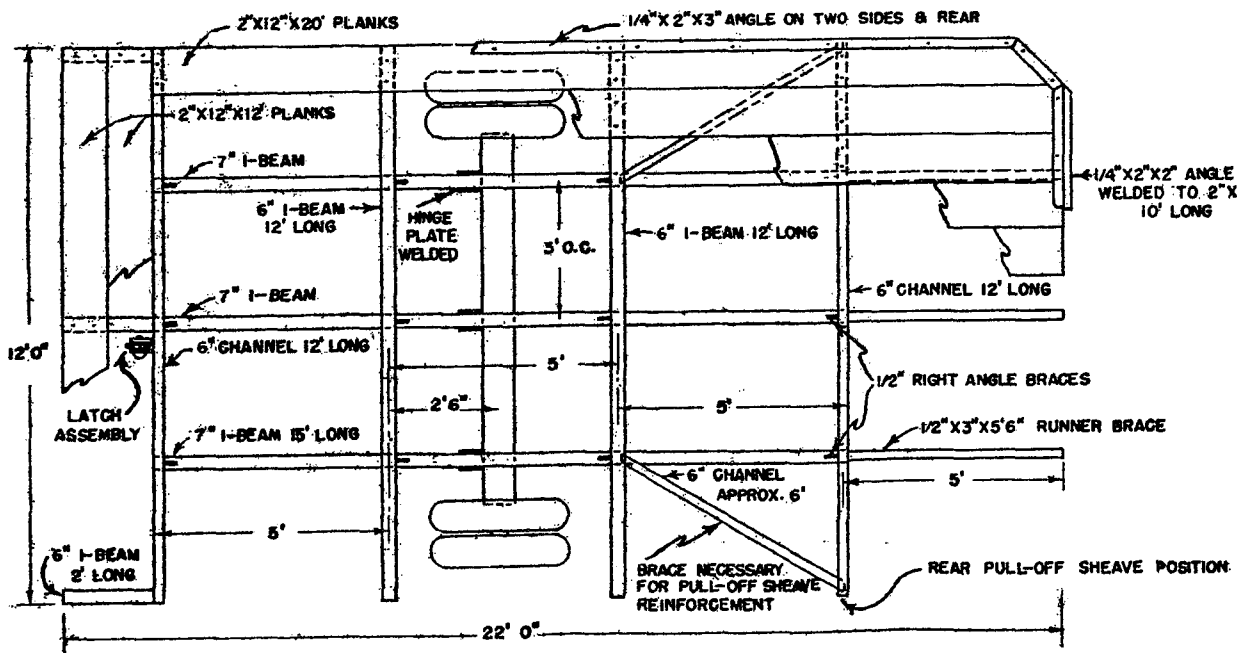 2"X12"X20' PLANKS
1/4"X 2"X3" ANGLE ON TWO SIDES & REAR
2"X12"X12' PLANKS
7" I-BEAM
6" I-BEAM
12' LONG
HINGE
PLATE
WELDED
3' O.C.
6" I-BEAM 12' LONG
1/4"X2"X2" ANGLE
WELDED TO 2" X
10' LONG
7" I-BEAM
6" CHANNEL 12' LONG
12'0"
6" CHANNEL 12' LONG
5'
1/2" RIGHT ANGLE BRACES
LATCH
ASSEMBLY
2'6"
5'
7" I-BEAM 15' LONG
1/2"X3"X5'6" RUNNER BRACE
6" CHANNEL
APPROX. 6'
5'
5'
6" I-BEAM
2' LONG
BRACE NECESSARY
FOR PULL-OFF SHEAVE
REINFORCEMENT
REAR PULL-OFF SHEAVE POSITION
22' 0"